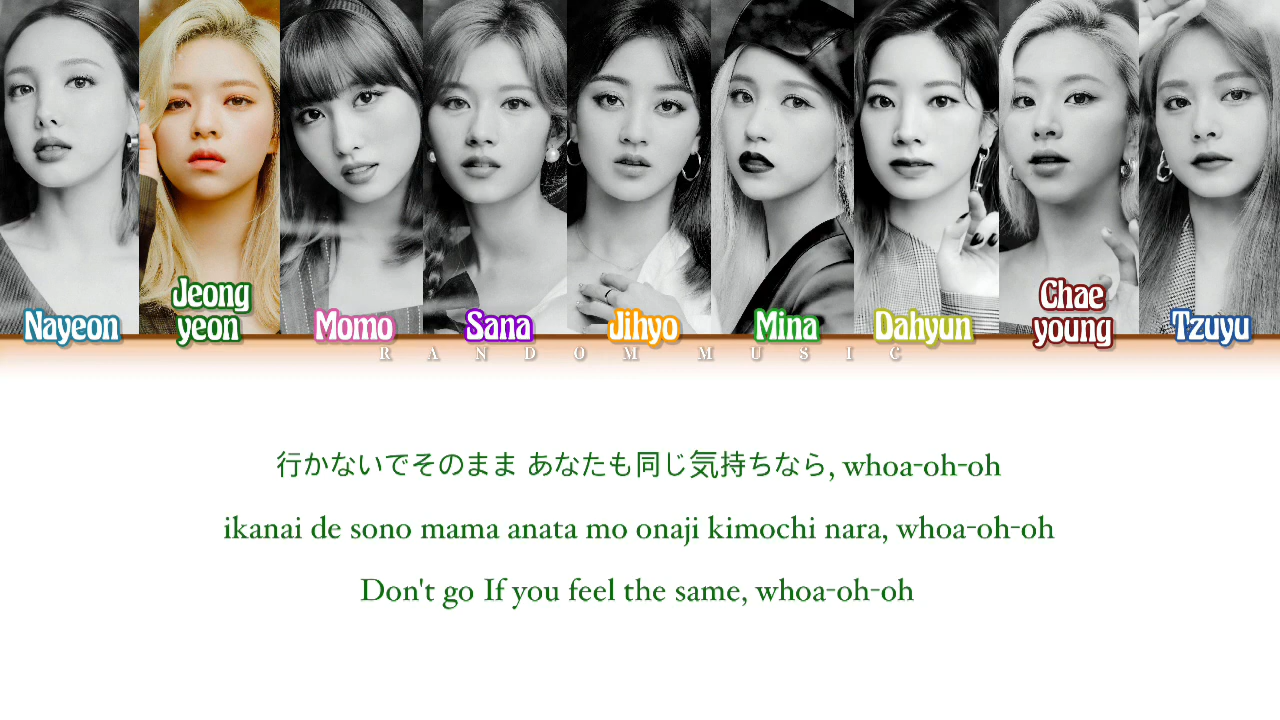 Nayeon
Jeong
yeon
Momo
Sana
Jihyo
Mina
Dahyun
Chae
young
Tzuyu
RANDOM MUSIC
行かないでそのまま あなたも同じ気持ちなら, whoa-oh-oh
ikanai de sono mama anata mo onaji kimochi nara, whoa-oh-oh
Don't go If you feel the same, whoa-oh-oh